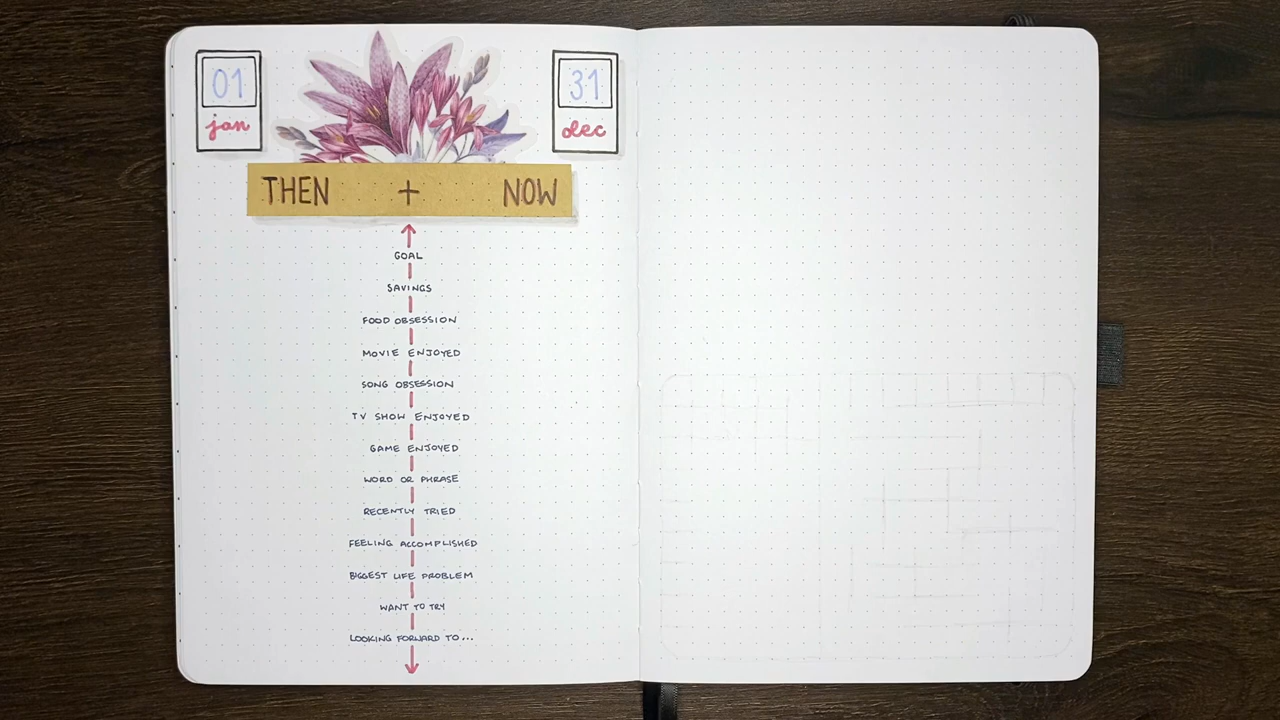 01
jan
31
dec
THEN + NOW
GOAL
SAVINGS
FOOD OBSESSION
MOVIE ENJOYED
SONG OBSESSION
TV SHOW ENJOYED
GAME ENJOYED
WORD OR PHRASE
RECENTLY TRIED
FEELING ACCOMPLISHED
BIGGEST LIFE PROBLEM
WANT TO TRY
LOOKING FORWARD TO...